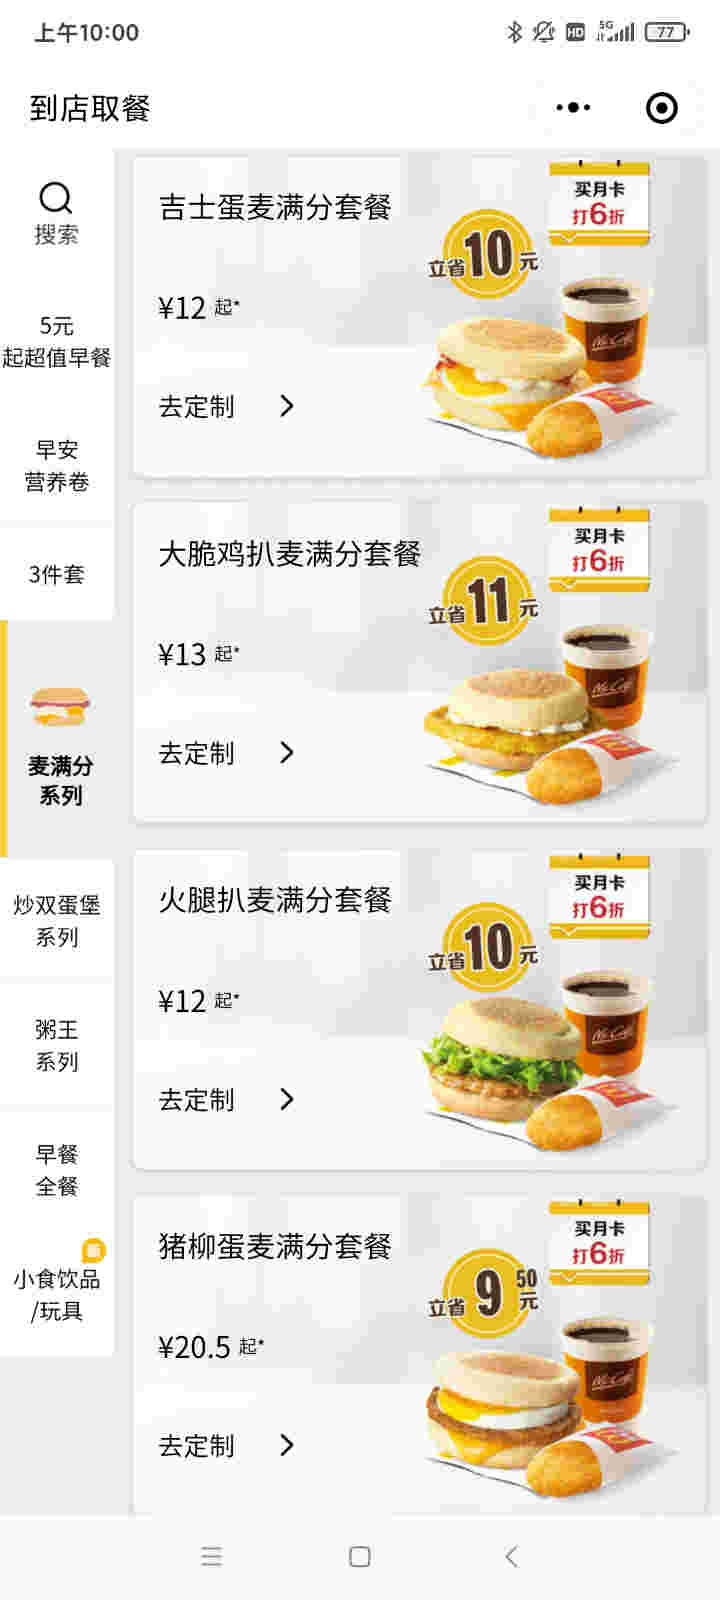 上午10:00
HD
5G
77
到店取餐
搜索
5元
起超值早餐
早安
营养卷
3件套
麦满分
系列
炒双蛋堡
系列
粥王
系列
早餐
全餐
小食饮品
/玩具
吉士蛋麦满分套餐
¥12 起*
去定制
立省10元
买月卡
打6折
McCafé
大脆鸡扒麦满分套餐
¥13 起*
去定制
立省11元
买月卡
打6折
McCafé
火腿扒麦满分套餐
¥12 起*
去定制
立省10元
买月卡
打6折
McCafé
猪柳蛋麦满分套餐
¥20.5 起*
去定制
立省9.50元
买月卡
打6折
McCafé